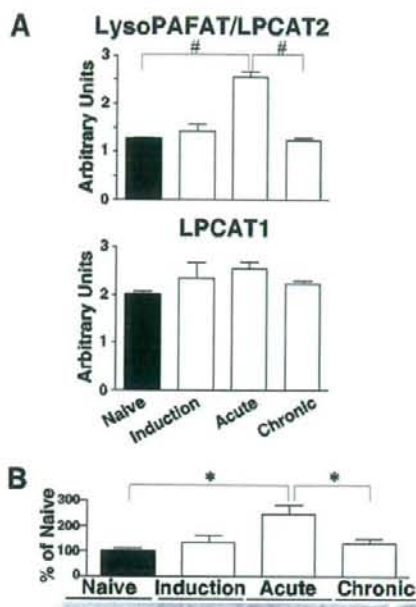 A
LysoPAFAT/LPCAT2
# #
Arbitrary Units
3
2
1
0
LPCAT1
Arbitrary Units
3
2
1
0
Naive Induction Acute Chronic
B
* *
% of Naive
300
200
100
0
Naive Induction Acute Chronic